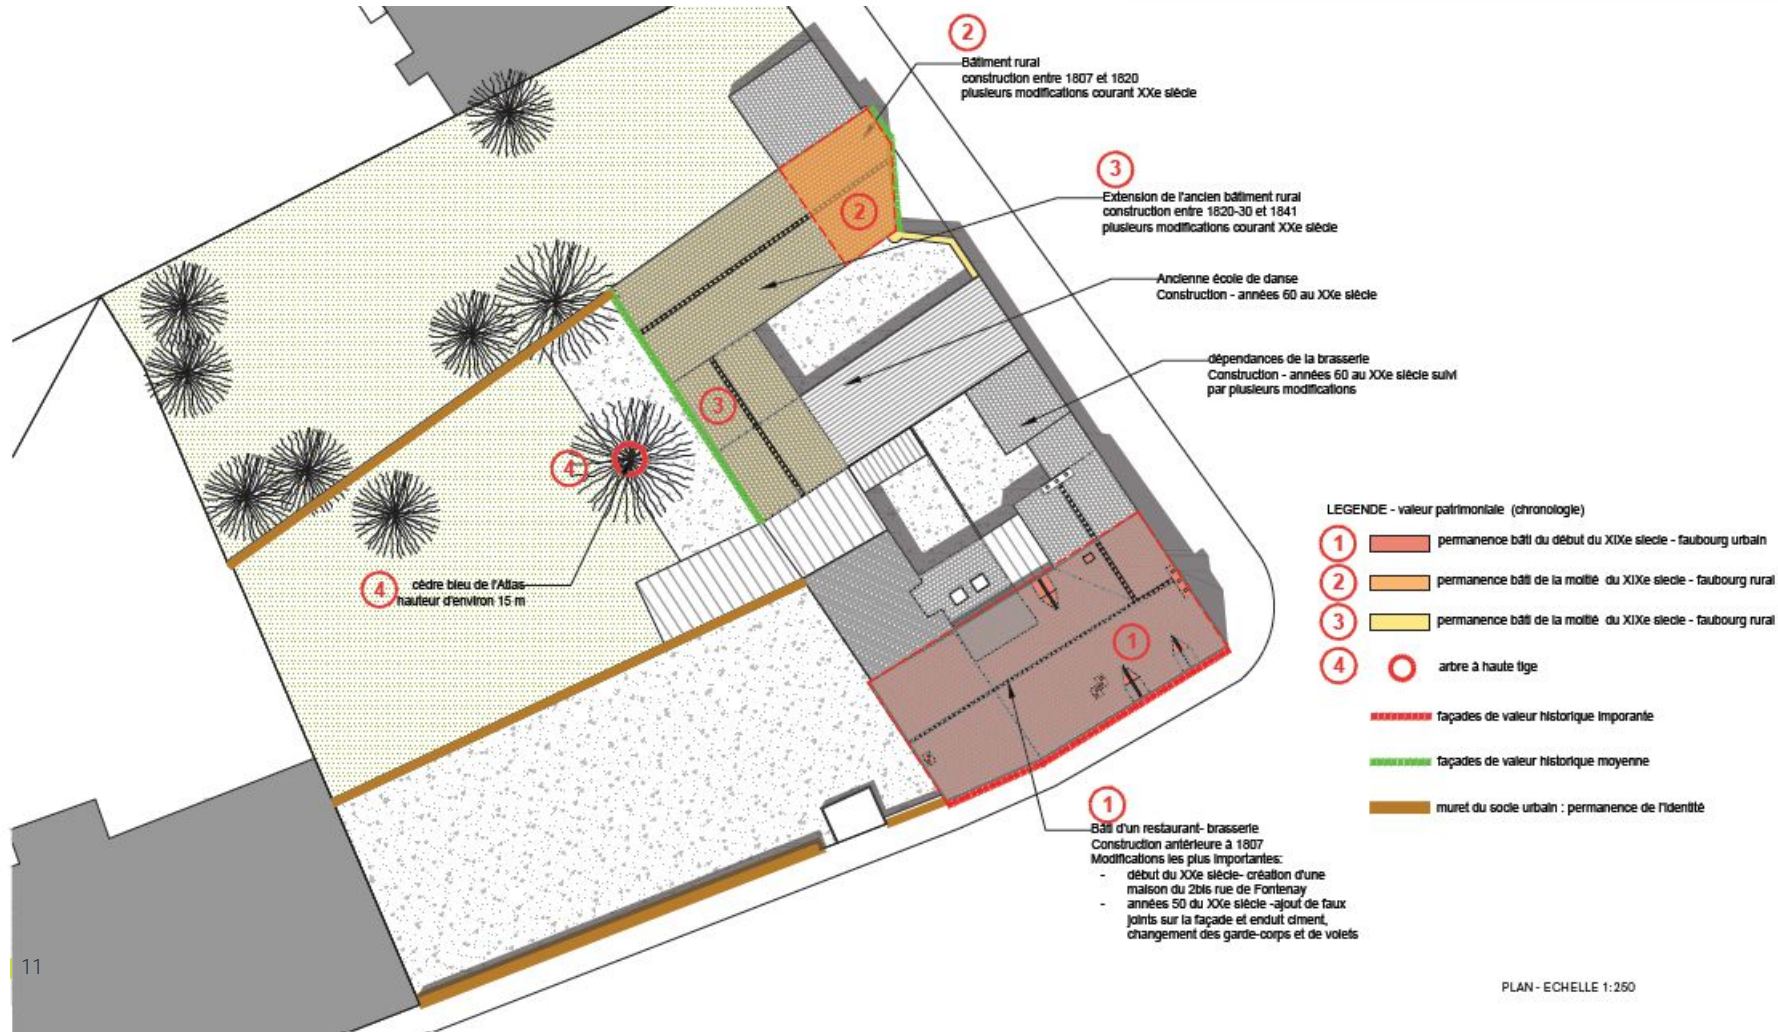 2
Bâtiment rural
construction entre 1807 et 1820
plusieurs modifications courant XXe siècle
3
Extension de l'ancien bâtiment rural
construction entre 1820-30 et 1841
plusieurs modifications courant XXe siècle
2
Ancienne école de danse
Construction - années 60 au XXe siècle
dépendances de la brasserie
Construction - années 60 au XXe siècle suivi
par plusieurs modifications
3
4
4
cèdre bleu de l'Atlas
hauteur d'environ 15 m
1
LEGENDE - valeur patrimoniale (chronologie)
1 permanence bâti du début du XIXe siecle - faubourg urbain
2 permanence bâti de la moitié du XIXe siecle - faubourg rural
3 permanence bâti de la moitié du XIXe siecle - faubourg rural
4 arbre à haute tige
façades de valeur historique imporante
façades de valeur historique moyenne
muret du socle urbain : permanence de l'identité
1
Bâti d'un restaurant- brasserie
Construction antérieure à 1807
Modifications les plus importantes:
- début du XXe siècle- création d'une
maison du 2bis rue de Fontenay
- années 50 du XXe siècle -ajout de faux
joints sur la façade et enduit ciment,
changement des garde-corps et de volets
11
PLAN - ECHELLE 1:250